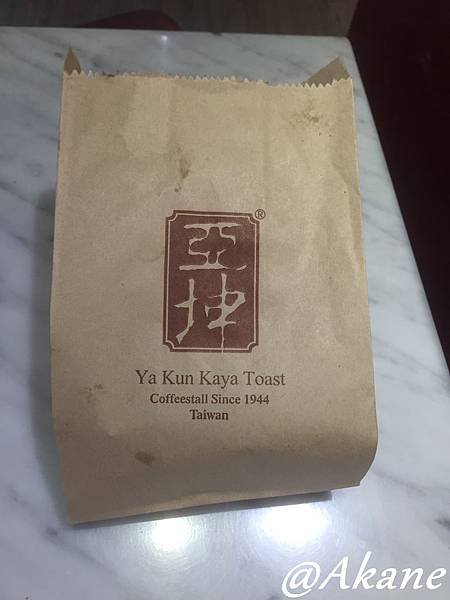 亞坤®
Ya Kun Kaya Toast
Coffeestall Since 1944
Taiwan
@Akane